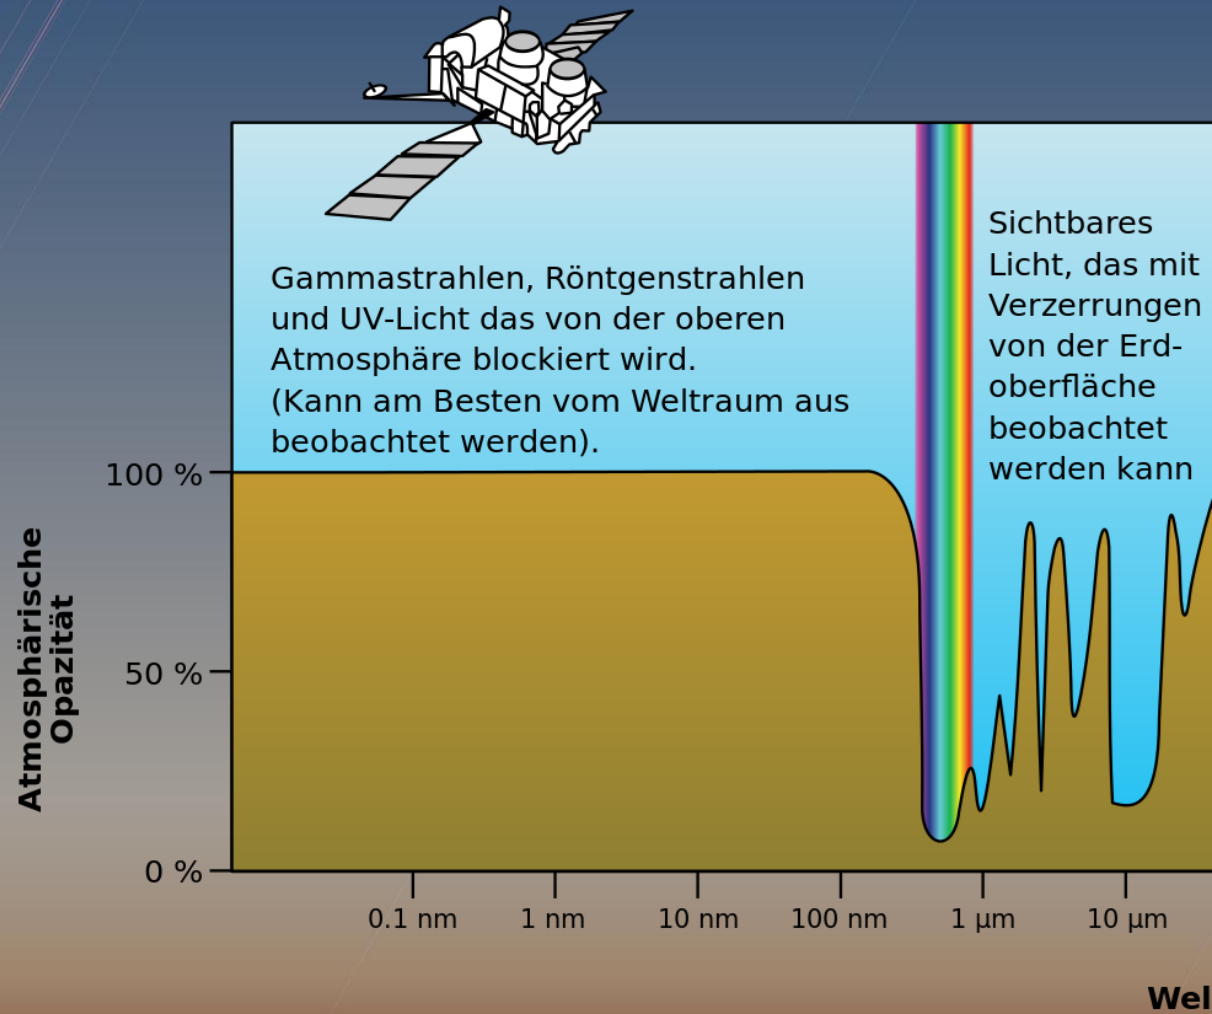 Gammastrahlen, Röntgenstrahlen
und UV-Licht das von der oberen
Atmosphäre blockiert wird.
(Kann am Besten vom Weltraum aus
beobachtet werden).
Sichtbares
Licht, das mit
Verzerrungen
von der Erd-
oberfläche
beobachtet
werden kann
Atmosphärische
Opazität
100 %
50 %
0 %
0.1 nm
1 nm
10 nm
100 nm
1 µm
10 µm
Wel